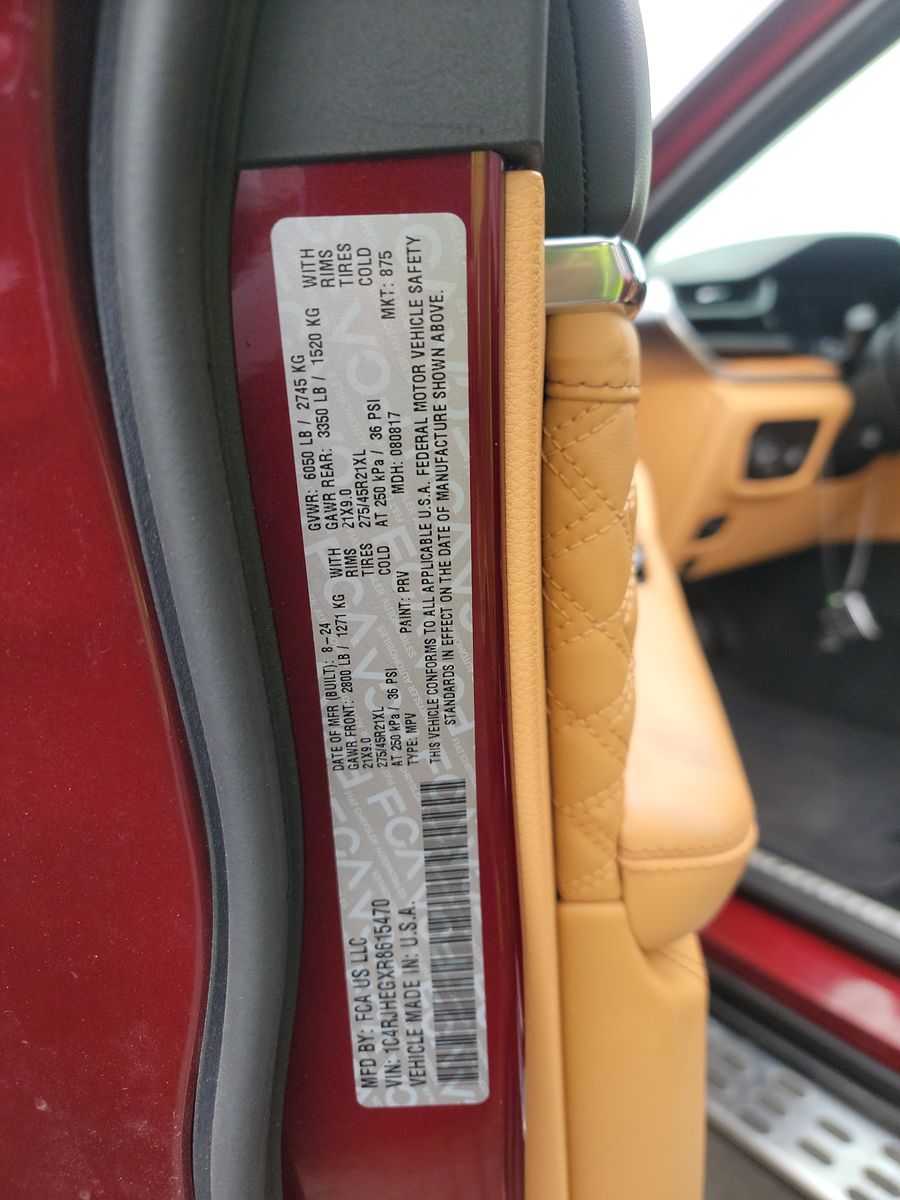 MFD BY: FCA US LLC
VIN: 1C4RJHEGXR8615470
VEHICLE MADE IN: U.S.A.
DATE OF MFR (BUILT): 8-24
GAWR FRONT: 2800 LB / 1271 KG WITH
21X9.0 RIMS
275/45R21XL TIRES
AT 250 kPa / 36 PSI COLD
TYPE: MPV PAINT: PRV
GVWR: 6050 LB / 2745 KG
GAWR REAR: 3350 LB / 1520 KG WITH
21X9.0 RIMS
275/45R21XL TIRES
AT 250 kPa / 36 PSI COLD
MDH: 080817 MKT: 875
THIS VEHICLE CONFORMS TO ALL APPLICABLE U.S.A. FEDERAL MOTOR VEHICLE SAFETY
STANDARDS IN EFFECT ON THE DATE OF MANUFACTURE SHOWN ABOVE.